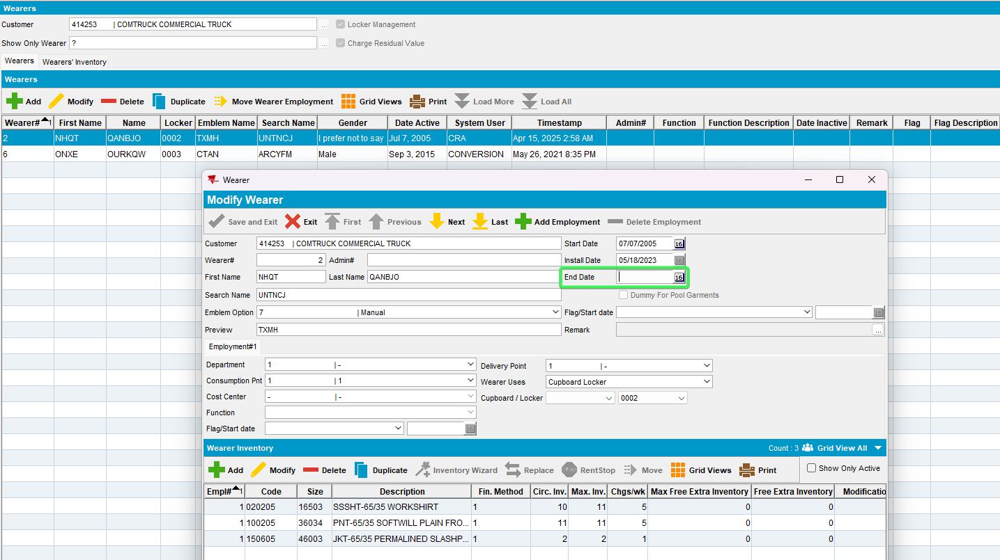 Wearers
Customer 414253 | COMTRUCK COMMERCIAL TRUCK ... Locker Management
Show Only Wearer ? ... Charge Residual Value
Wearers Wearers' Inventory
Wearers
Add Modify Delete Duplicate Move Wearer Employment Grid Views Print Load More Load All
Wearer# 1 First Name Name Locker Emblem Name Search Name Gender Date Active System User Timestamp Admin# Function Function Description Date Inactive Remark Flag Flag Description
2 NHQT QANBJO 0002 TXMH UNTNCJ I prefer not to say Jul 7, 2005 CRA Apr 15, 2025 2:58 AM
6 ONXE OURKQW 0003 CTAN ARCYFM Male Sep 3, 2015 CONVERSION May 26, 2021 8:35 PM
Wearer
Modify Wearer
Save and Exit Exit First Previous Next Last Add Employment Delete Employment
Customer 414253 | COMTRUCK COMMERCIAL TRUCK Start Date 07/07/2005 16
Wearer# 2 Admin# Install Date 05/18/2023 16
First Name NHQT Last Name QANBJO End Date 16
Search Name UNTNCJ Dummy For Pool Garments
Emblem Option 7 | Manual Flag/Start date 16
Preview TXMH Remark ...
Employment#1
Department 1 | - Delivery Point 1 | -
Consumption Pnt 1 | 1 Wearer Uses Cupboard Locker
Cost Center - | - Cupboard / Locker 0002
Function
Flag/Start date 16
Wearer Inventory Count : 3 Grid View All
Add Modify Delete Duplicate Inventory Wizard Replace RentStop Move Grid Views Print Show Only Active
Empl# 1 Code Size Description Fin. Method Circ. Inv. Max. Inv. Chgs/wk Max Free Extra Inventory Free Extra Inventory Modificatio
1 020205 16503 SSSHT-65/35 WORKSHIRT 1 10 11 5 0 0
1 100205 36034 PNT-65/35 SOFTWILL PLAIN FRO... 1 11 11 5 0 0
1 150605 46003 JKT-65/35 PERMALINED SLASHP... 1 2 2 1 0 0